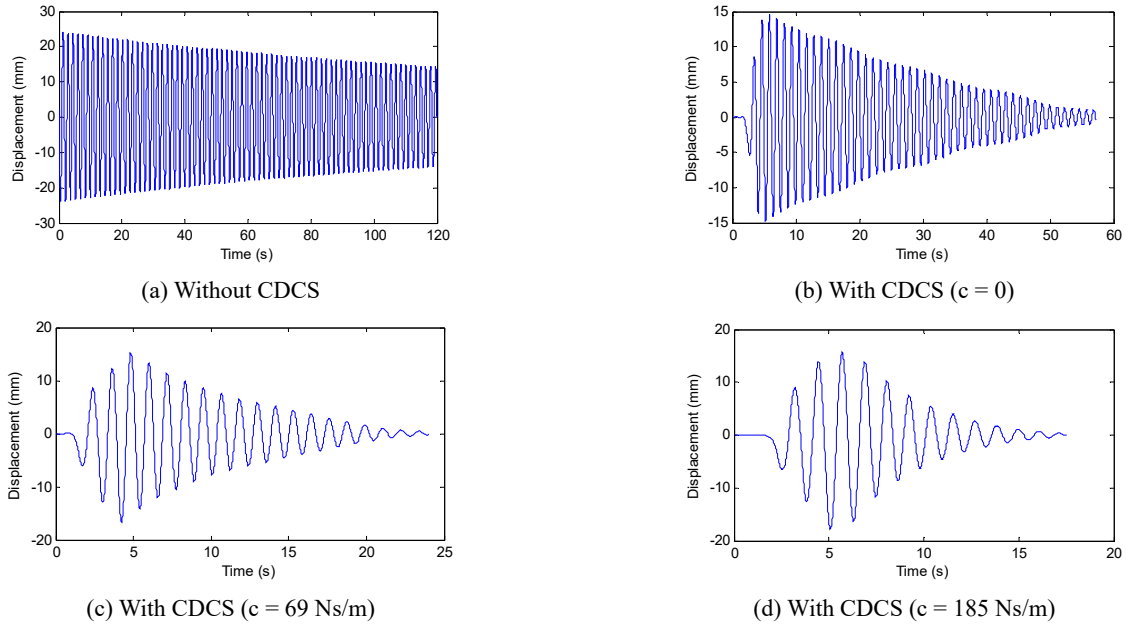 30
20
10
0
-10
-20
-30
Displacement (mm)
0 20 40 60 80 100 120
Time (s)
(a) Without CDCS
15
10
5
0
-5
-10
-15
Displacement (mm)
0 10 20 30 40 50 60
Time (s)
(b) With CDCS (c = 0)
20
10
0
-10
-20
Displacement (mm)
0 5 10 15 20 25
Time (s)
(c) With CDCS (c = 69 Ns/m)
20
10
0
-10
-20
Displacement (mm)
0 5 10 15 20
Time (s)
(d) With CDCS (c = 185 Ns/m)